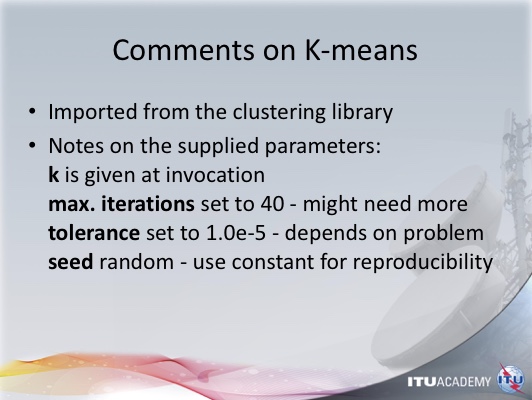 Comments on K-means
• Imported from the clustering library
• Notes on the supplied parameters:
k is given at invocation
max. iterations set to 40 - might need more
tolerance set to 1.0e-5 - depends on problem
seed random - use constant for reproducibility
ITUACADEMY ITU